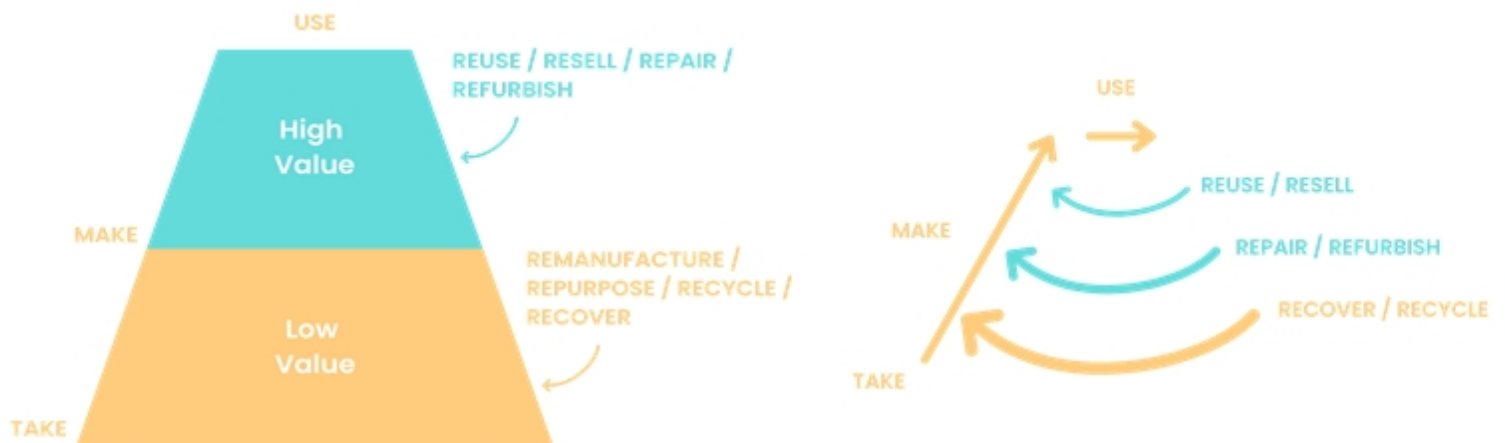 USE
REUSE / RESELL / REPAIR /
REFURBISH
High
Value
MAKE
REMANUFACTURE /
REPURPOSE / RECYCLE /
RECOVER
Low
Value
TAKE
USE
REUSE / RESELL
MAKE
REPAIR / REFURBISH
RECOVER / RECYCLE
TAKE